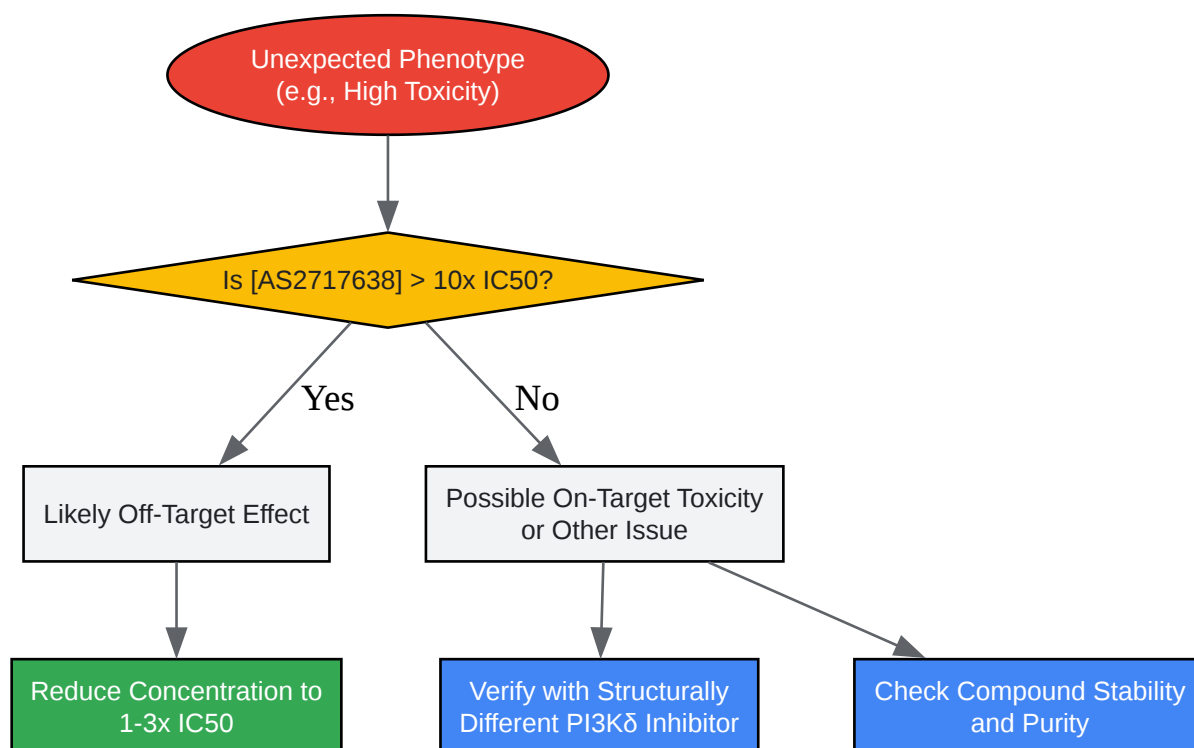 Unexpected Phenotype
(e.g., High Toxicity)
Is [AS2717638] > 10x IC50?
Yes
No
Likely Off-Target Effect
Possible On-Target Toxicity
or Other Issue
Reduce Concentration to
1-3x IC50
Verify with Structurally
Different PI3Kδ Inhibitor
Check Compound Stability
and Purity